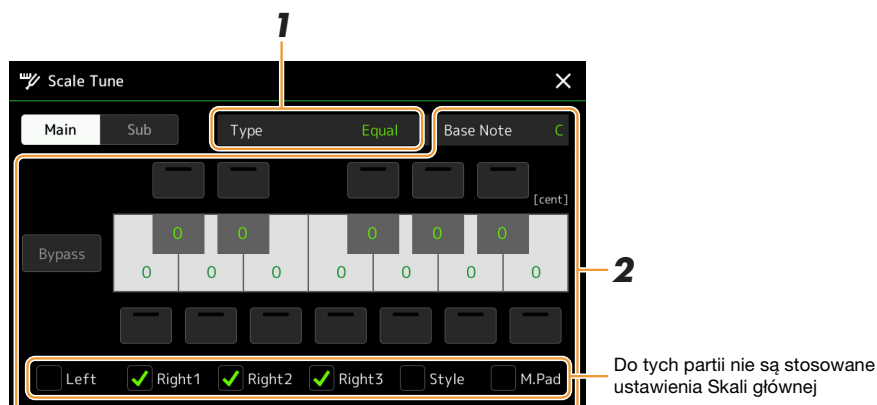 1
Scale Tune
Main Sub Type Equal Base Note C
[cent]
0 0 0 0 0
Bypass
0 0 0 0 0 0 0
2
Left Right1 Right2 Right3 Style M.Pad
Do tych partii nie są stosowane
ustawienia Skali głównej